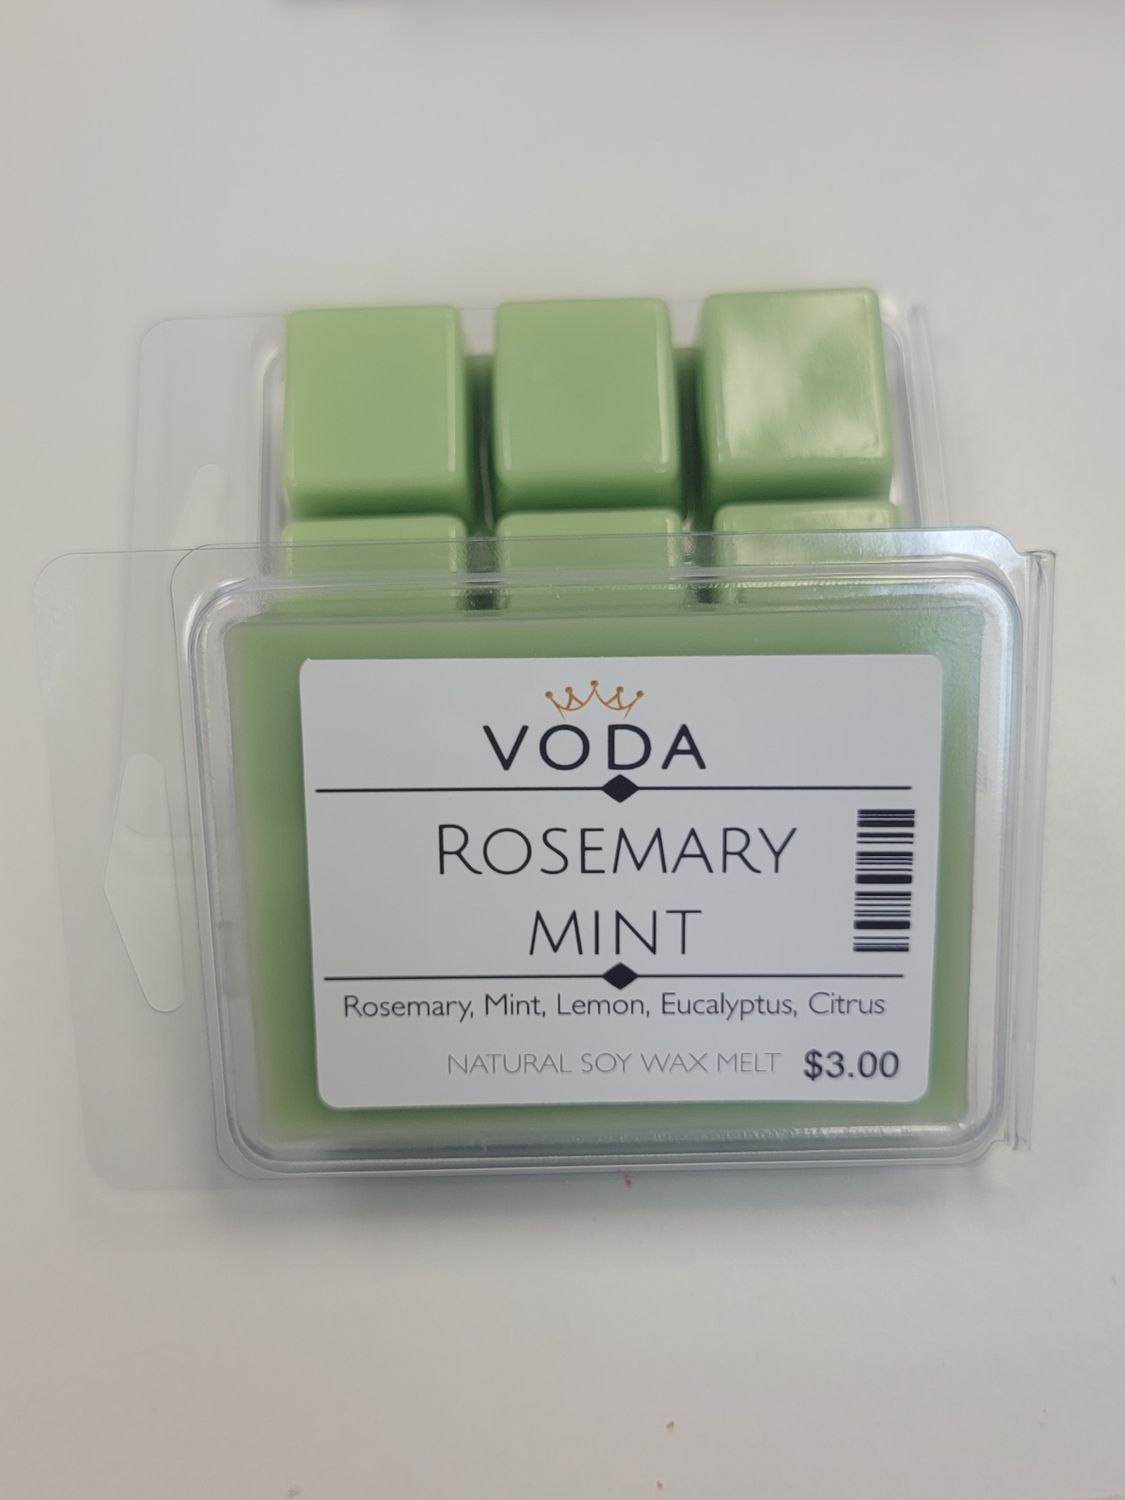 VODA
ROSEMARY
MINT
Rosemary, Mint, Lemon, Eucalyptus, Citrus
NATURAL SOY WAX MELT $3.00